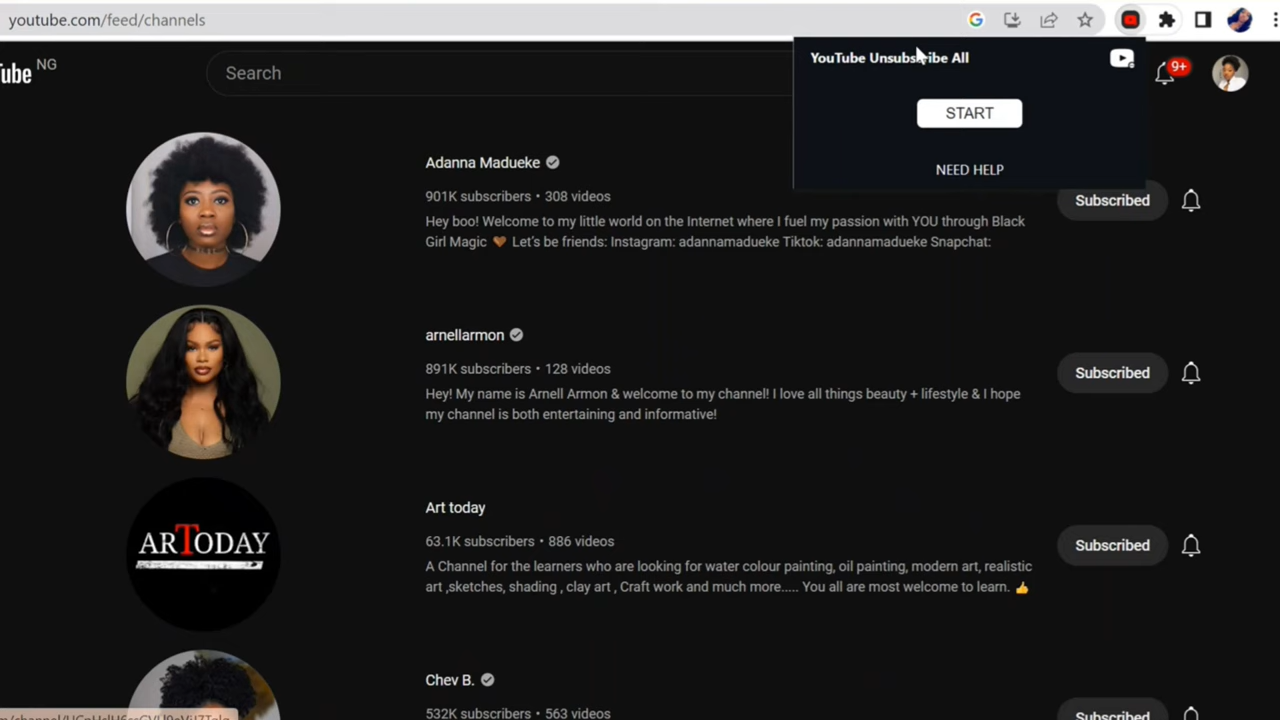 youtube.com/feed/channels
Tube NG
Search
YouTube Unsubscribe All
START
NEED HELP
9+
Adanna Madueke
901K subscribers • 308 videos
Hey boo! Welcome to my little world on the Internet where I fuel my passion with YOU through Black
Girl Magic 🤎 Let's be friends: Instagram: adannamadueke Tiktok: adannamadueke Snapchat:
Subscribed
arnellarmon
891K subscribers • 128 videos
Hey! My name is Arnell Armon & welcome to my channel! I love all things beauty + lifestyle & I hope
my channel is both entertaining and informative!
Subscribed
ARTODAY
Art today
63.1K subscribers • 886 videos
A Channel for the learners who are looking for water colour painting, oil painting, modern art, realistic
art ,sketches, shading , clay art , Craft work and much more..... You all are most welcome to learn. 👍
Subscribed
Chev B.
532K subscribers • 563 videos
Subscribed